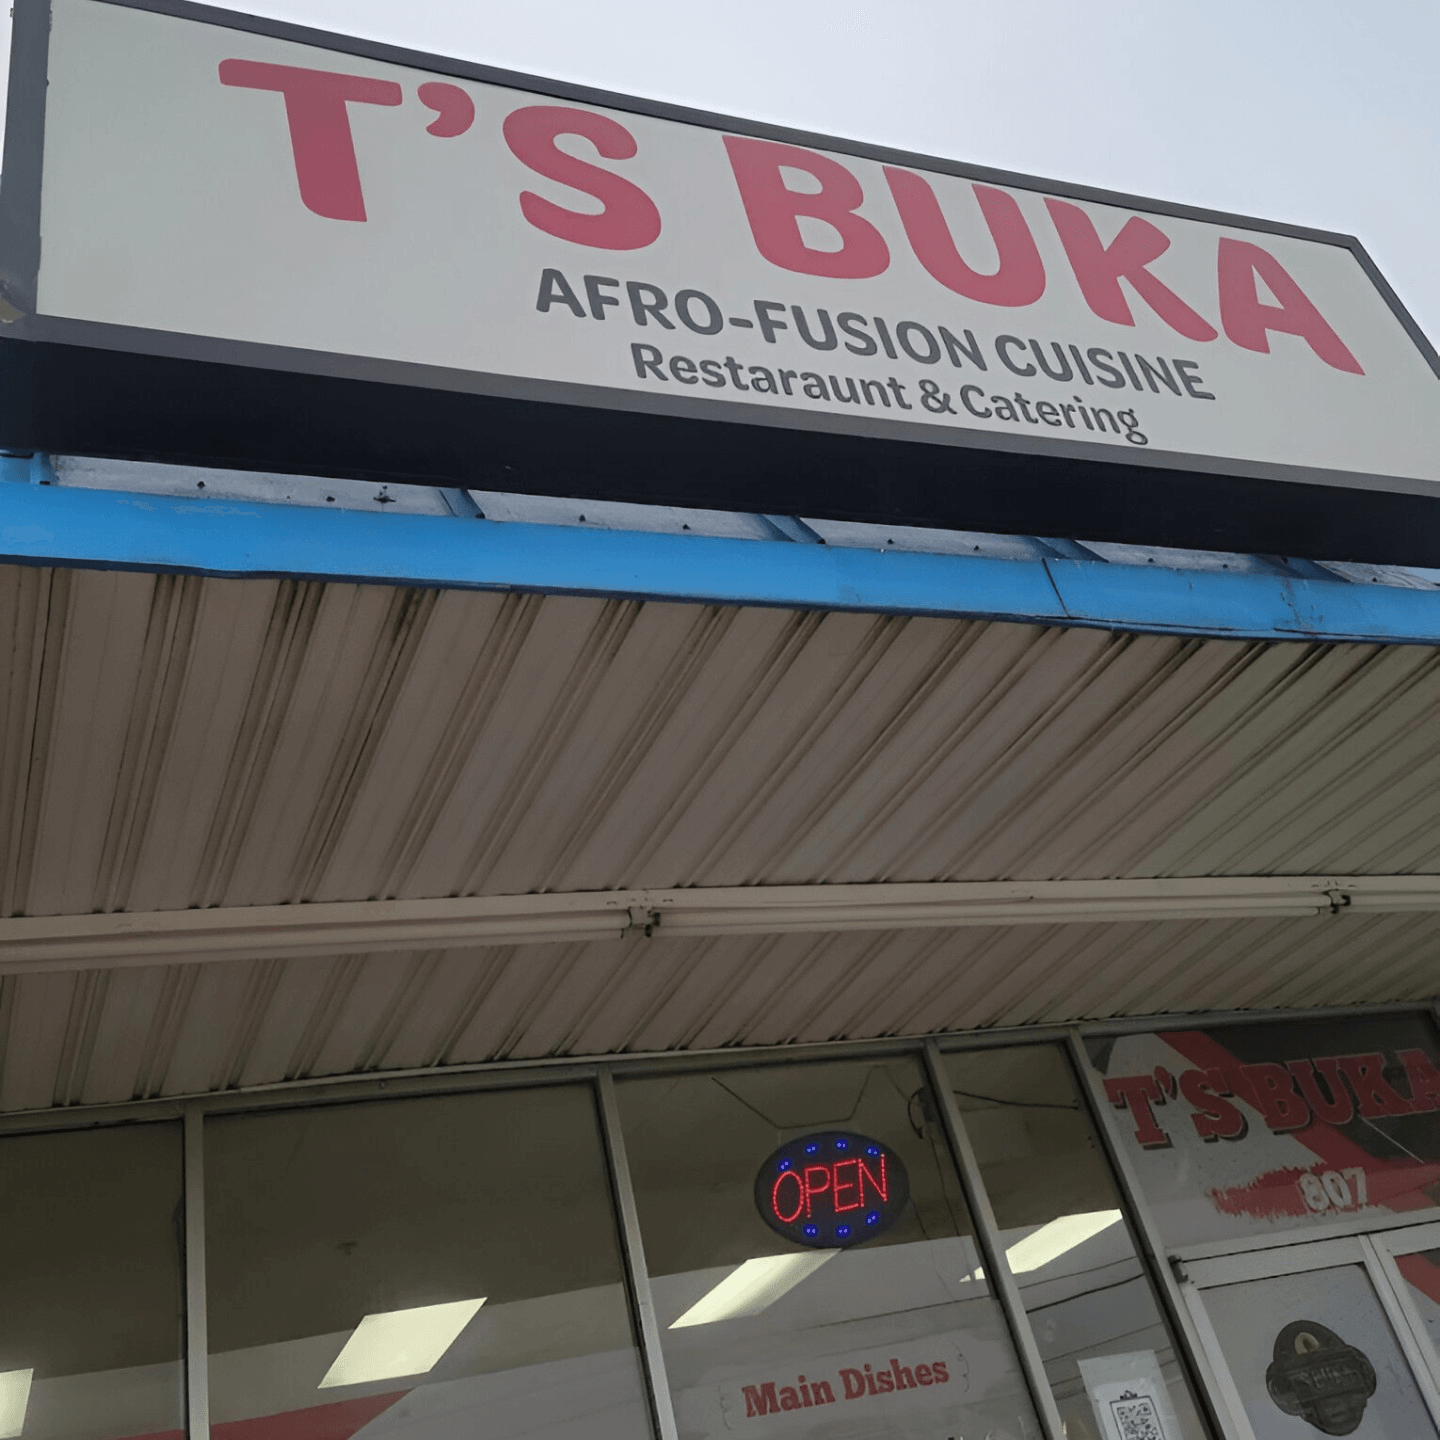 T'S BUKA
AFRO-FUSION CUISINE
Restaraunt & Catering
OPEN
T'S BUKA
807
Main Dishes